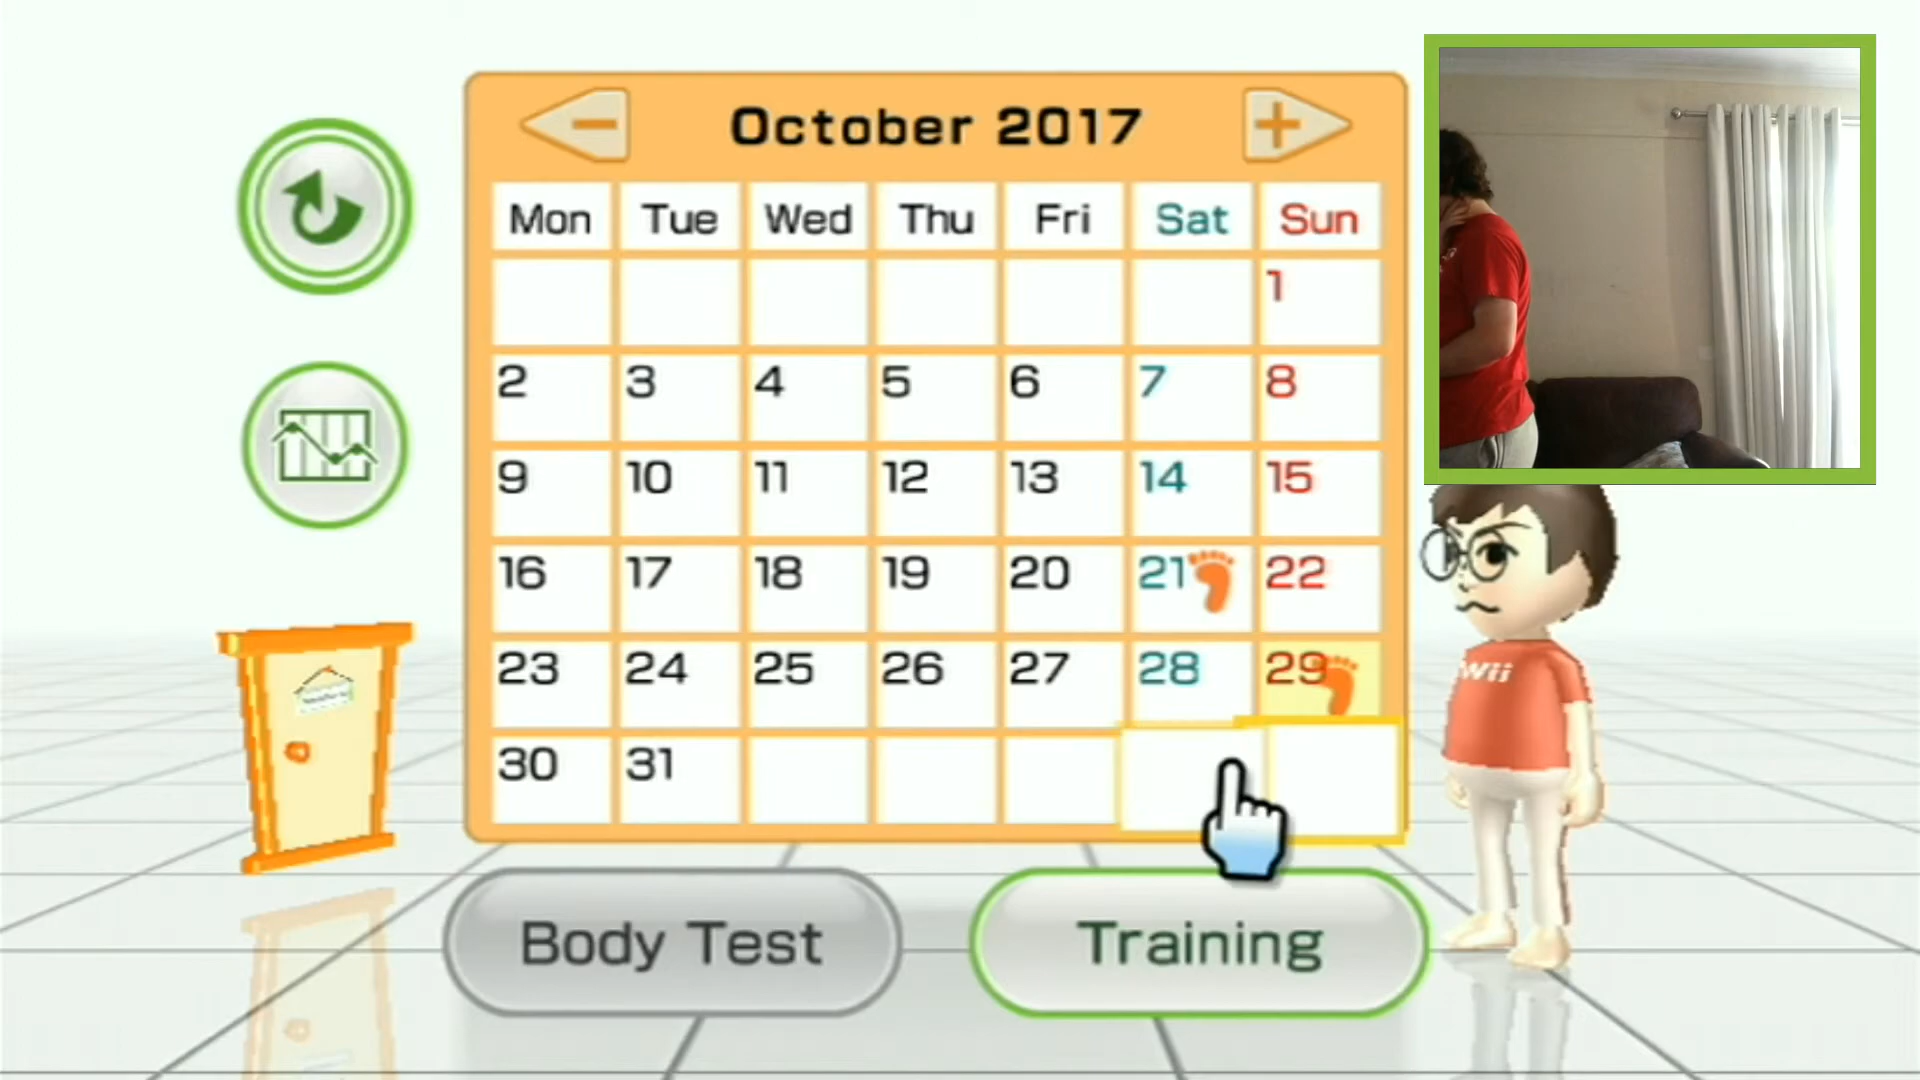 October 2017
Mon Tue Wed Thu Fri Sat Sun
1
2 3 4 5 6 7 8
9 10 11 12 13 14 15
16 17 18 19 20 21 22
23 24 25 26 27 28 29
30 31
Wii
Body Test Training